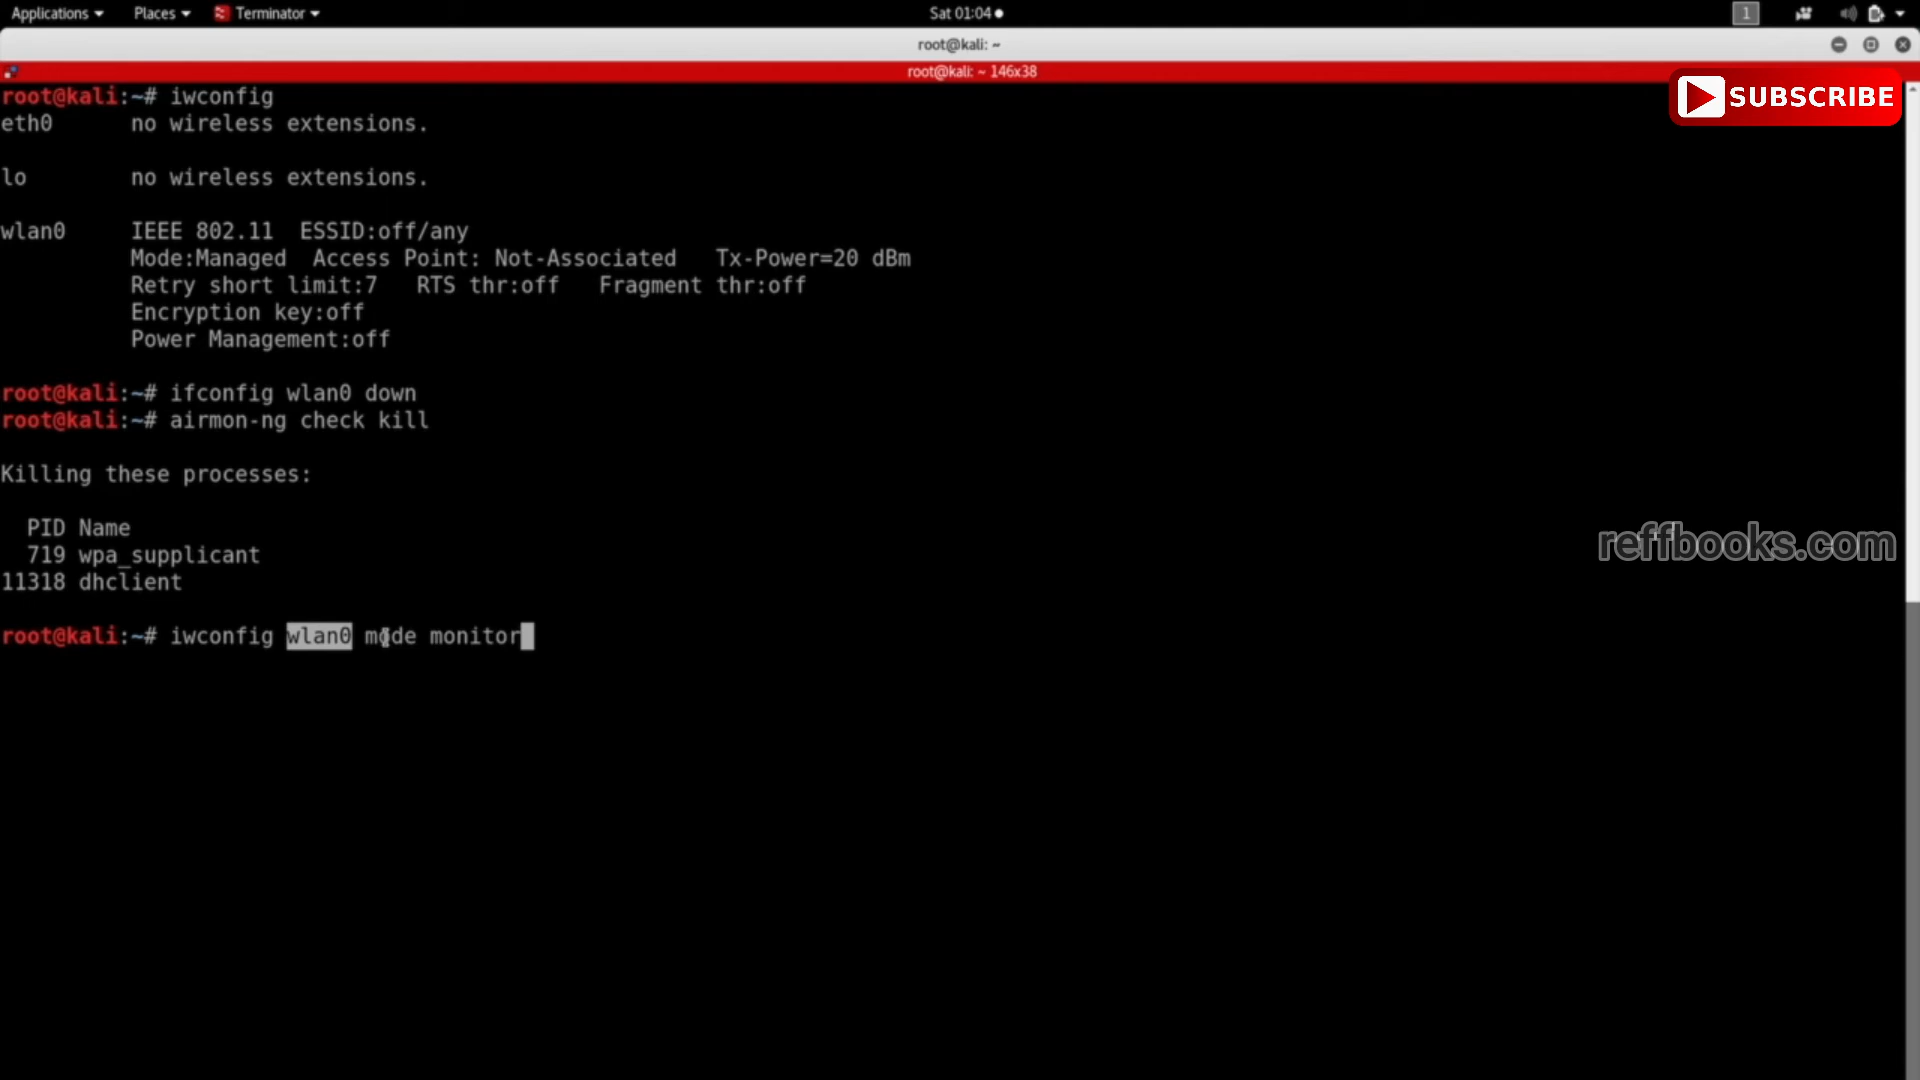 Applications Places Terminator Sat 01:04 1
root@kali: ~
root@kali: ~ 146x38
SUBSCRIBE
root@kali:~# iwconfig
eth0 no wireless extensions.
lo no wireless extensions.
wlan0 IEEE 802.11 ESSID:off/any
Mode:Managed Access Point: Not-Associated Tx-Power=20 dBm
Retry short limit:7 RTS thr:off Fragment thr:off
Encryption key:off
Power Management:off
root@kali:~# ifconfig wlan0 down
root@kali:~# airmon-ng check kill
Killing these processes:
PID Name
719 wpa_supplicant
11318 dhclient
reffbooks.com
root@kali:~# iwconfig wlan0 mode monitor